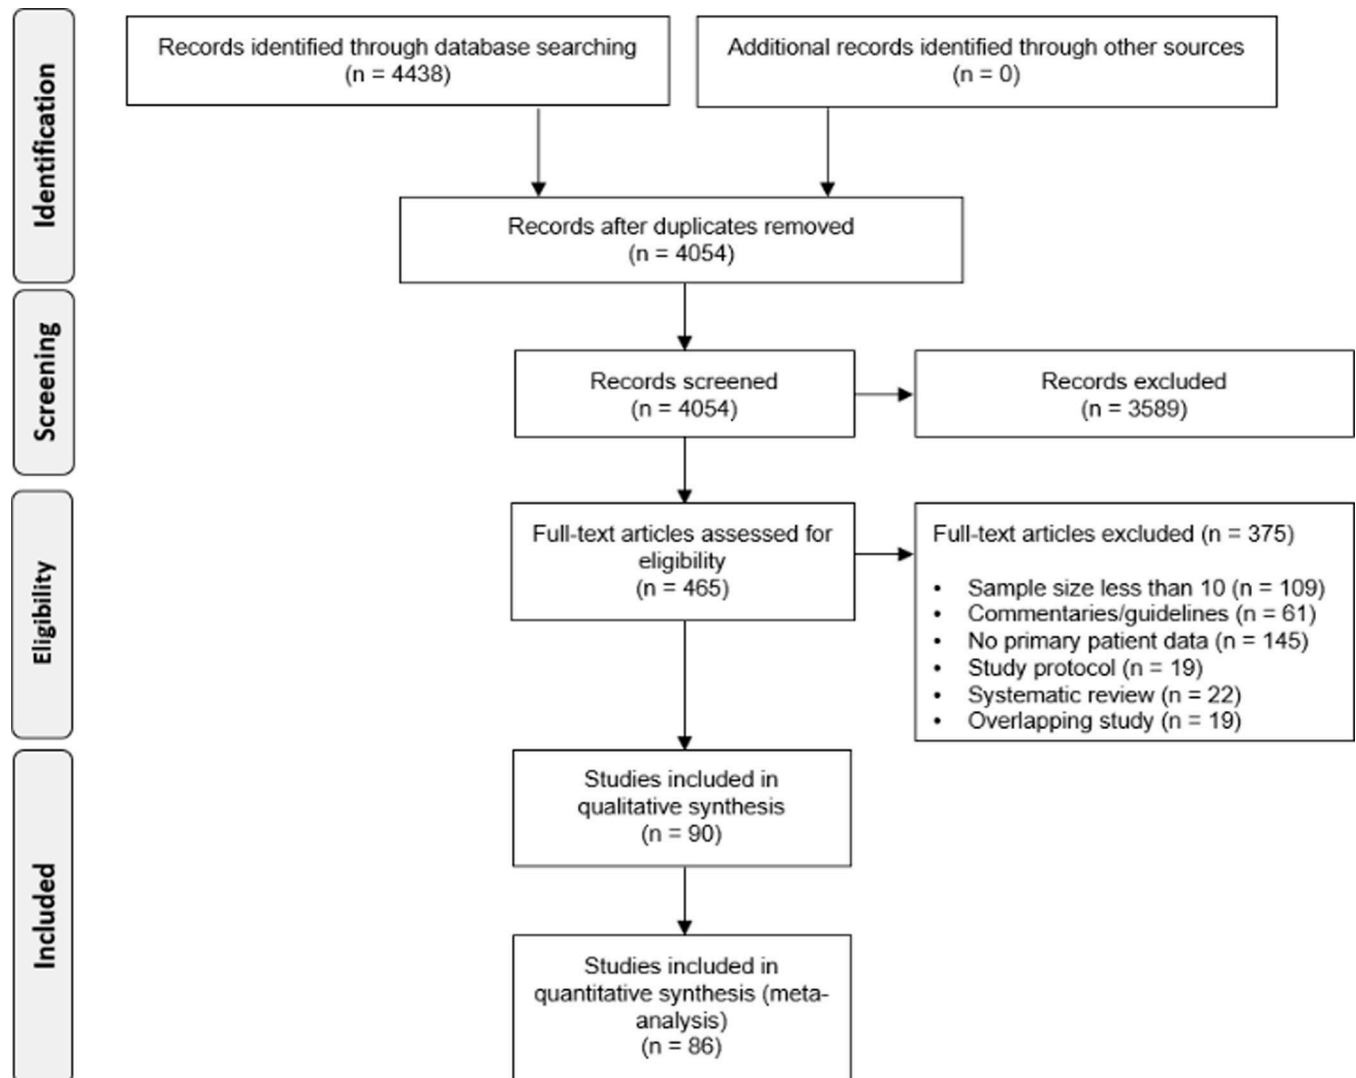 Identification
Records identified through database searching
(n = 4438)
Additional records identified through other sources
(n = 0)
Records after duplicates removed
(n = 4054)
Screening
Records screened
(n = 4054)
Records excluded
(n = 3589)
Eligibility
Full-text articles assessed for
eligibility
(n = 465)
Full-text articles excluded (n = 375)
• Sample size less than 10 (n = 109)
• Commentaries/guidelines (n = 61)
• No primary patient data (n = 145)
• Study protocol (n = 19)
• Systematic review (n = 22)
• Overlapping study (n = 19)
Included
Studies included in
qualitative synthesis
(n = 90)
Studies included in
quantitative synthesis (meta-
analysis)
(n = 86)